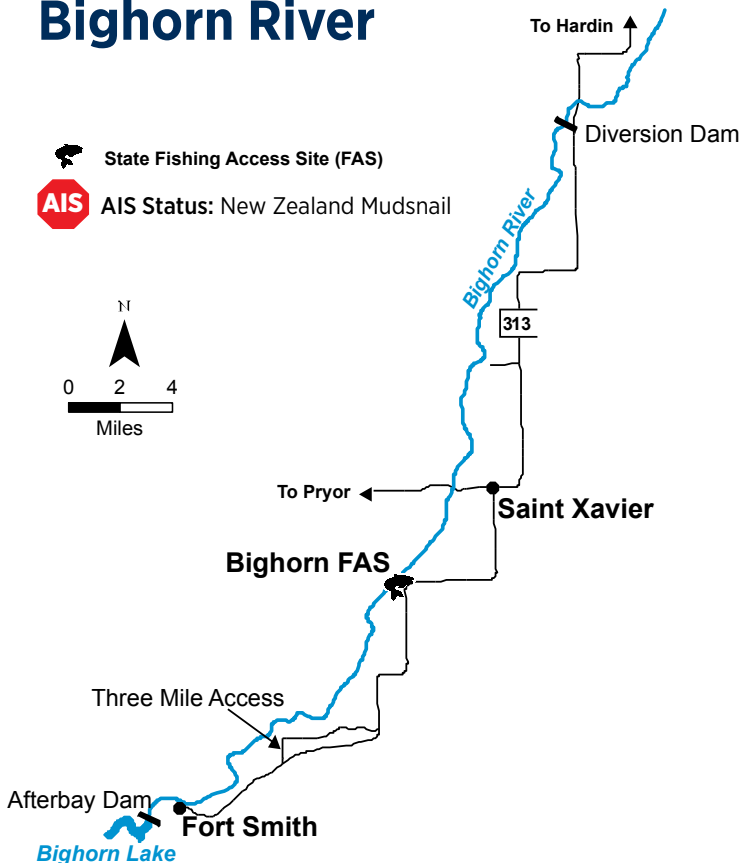 Bighorn River
To Hardin
Diversion Dam
State Fishing Access Site (FAS)
AIS
AIS Status: New Zealand Mudsnail
Bighorn River
N
313
0 2 4
Miles
To Pryor
Saint Xavier
Bighorn FAS
Three Mile Access
Afterbay Dam
Fort Smith
Bighorn Lake